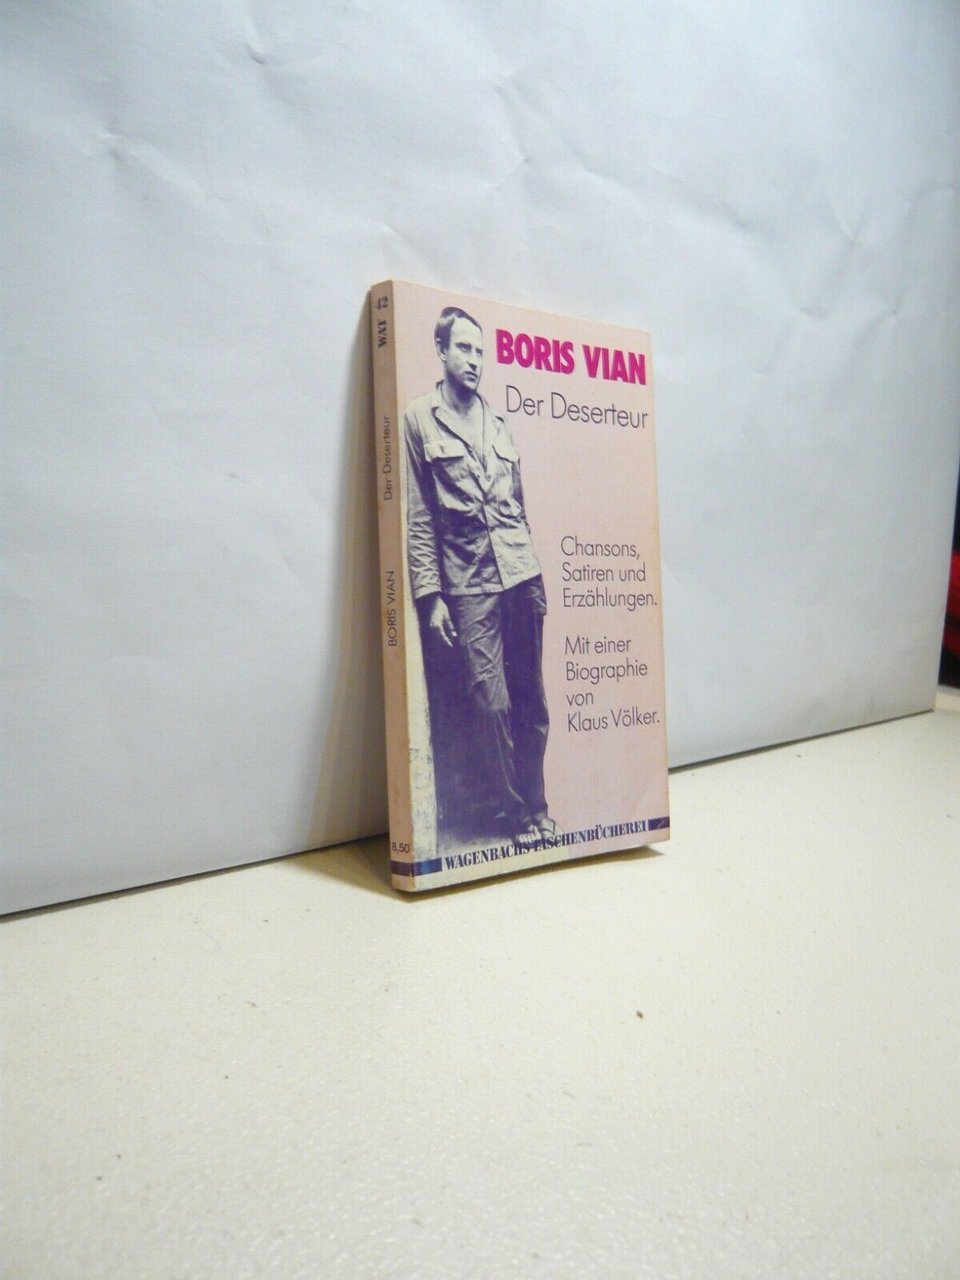 BORIS VIAN
Der Deserteur
Chansons,
Satiren und
Erzählungen.
Mit einer
Biographie
von
Klaus Völker.
WAGENBACHS TASCHENBÜCHEREI
WAT
Der Deserteur
BORIS VIAN
8,50